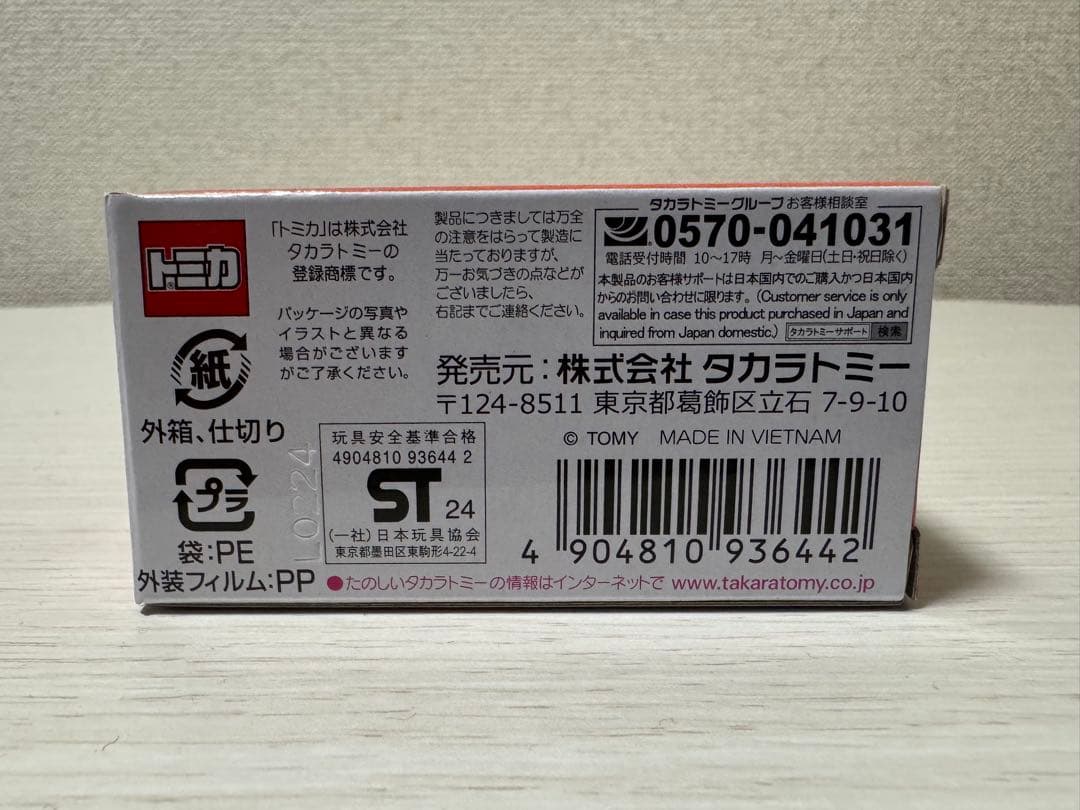 トミカ®
「トミカ」は株式会社
タカラトミーの
登録商標です。
パッケージの写真や
イラストと異なる
場合がございます
がご了承ください。
製品につきましては万全
の注意をはらって製造に
当たっておりますが、
万一お気づきの点などが
ございましたら、
右記までご連絡ください。
タカラトミーグループ お客様相談室
0570-041031
電話受付時間 10〜17時 月〜金曜日(土日・祝日除く)
本製品のお客様サポートは日本国内でのご購入かつ日本国内
からのお問い合わせに限ります。(Customer service is only
available in case this product purchased in Japan and
inquired from Japan domestic.) タカラトミーサポート 検索
発売元:株式会社 タカラトミー
〒124-8511 東京都葛飾区立石 7-9-10
紙
外箱、仕切り
プラ
袋:PE
外装フィルム:PP
L0224
玩具安全基準合格
4904810 93644 2
ST 24
(一社)日本玩具協会
東京都墨田区東駒形4-22-4
© TOMY MADE IN VIETNAM
4 904810 936442
●たのしいタカラトミーの情報はインターネットで www.takaratomy.co.jp